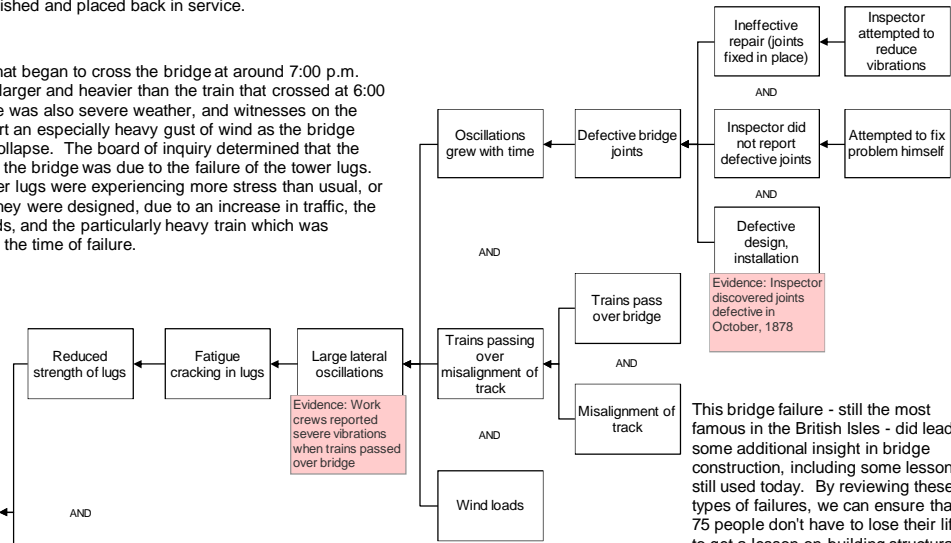 ished and placed back in service.
hat began to cross the bridge at around 7:00 p.m.
larger and heavier than the train that crossed at 6:00
e was also severe weather, and witnesses on the
rt an especially heavy gust of wind as the bridge
ollapse. The board of inquiry determined that the
the bridge was due to the failure of the tower lugs.
er lugs were experiencing more stress than usual, or
hey were designed, due to an increase in traffic, the
ds, and the particularly heavy train which was
the time of failure.
Ineffective
repair (joints
fixed in place)
Inspector
attempted to
reduce
vibrations
AND
Oscillations
grew with time
Defective bridge
joints
Inspector did
not report
defective joints
Attempted to fix
problem himself
AND
Defective
design,
installation
Evidence: Inspector
discovered joints
defective in
October, 1878
AND
Trains pass
over bridge
AND
Misalignment of
track
Reduced
strength of lugs
Fatigue
cracking in lugs
Large lateral
oscillations
Evidence: Work
crews reported
severe vibrations
when trains passed
over bridge
Trains passing
over
misalignment of
track
AND
Wind loads
AND
This bridge failure - still the most
famous in the British Isles - did lead
some additional insight in bridge
construction, including some lesson
still used today. By reviewing these
types of failures, we can ensure tha
75 people don't have to lose their lif
to get a lesson on building structure